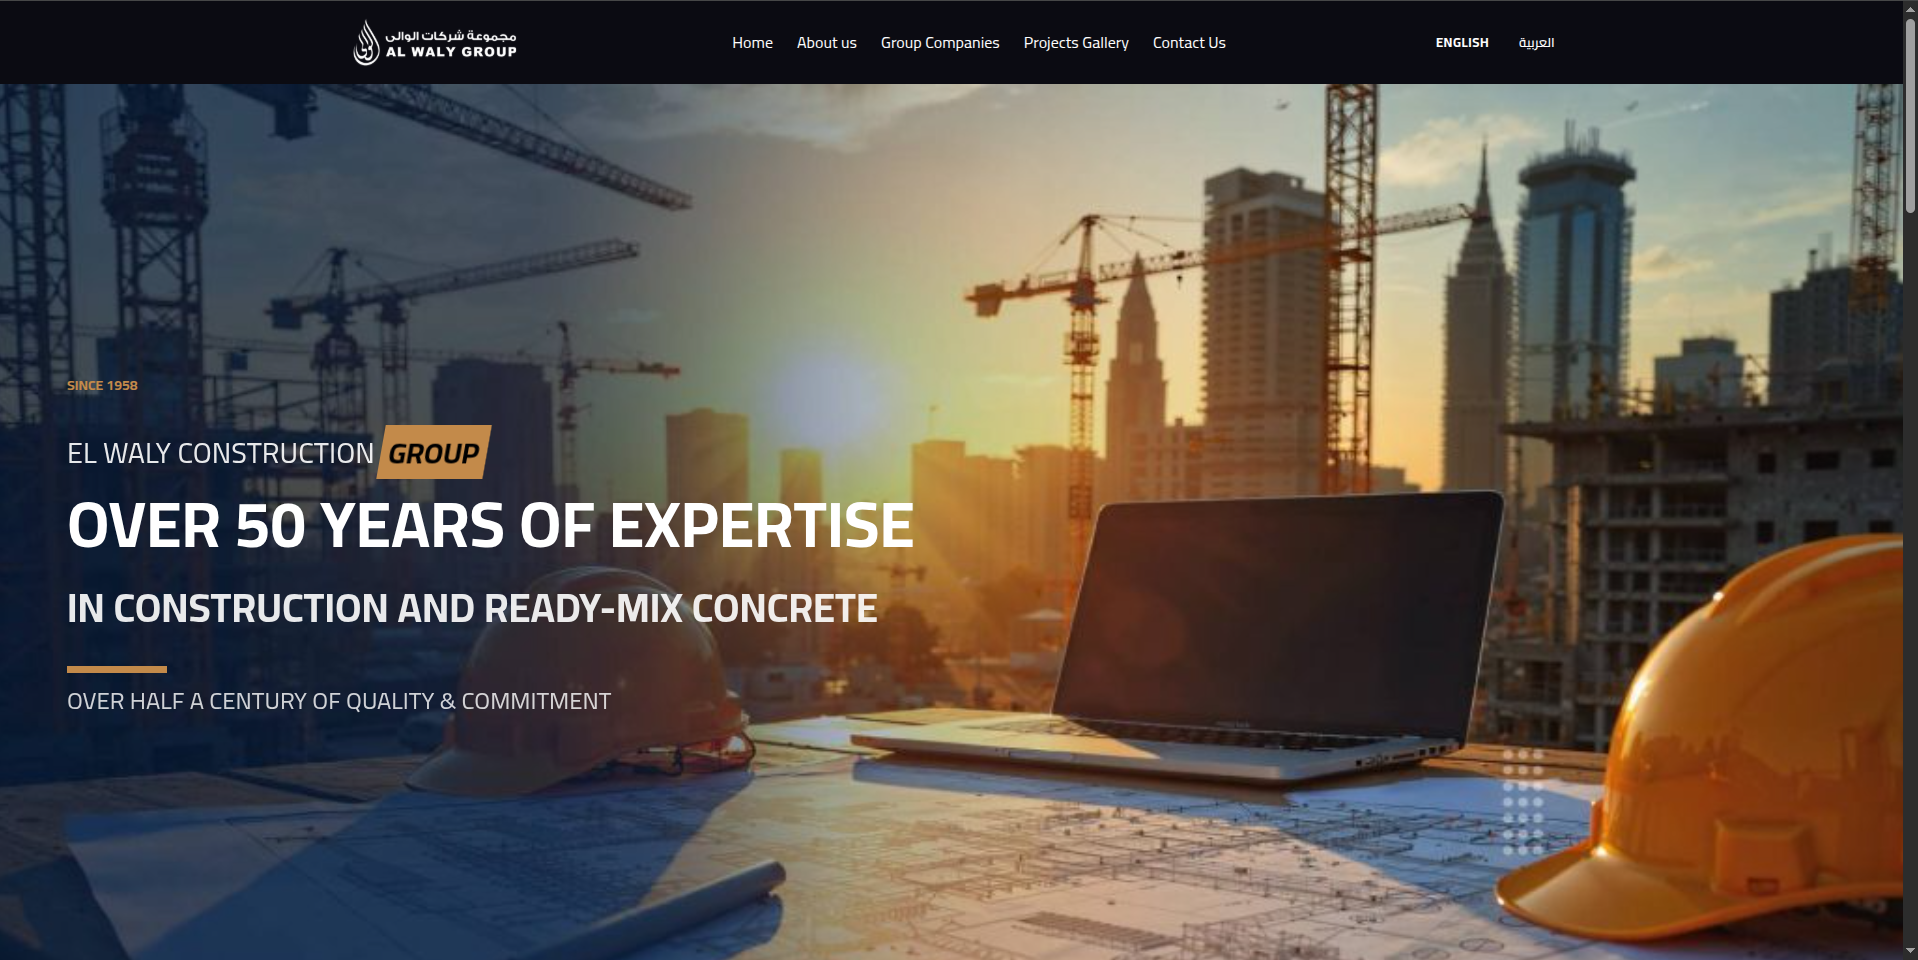 مجموعة شركات الوالى
AL WALY GROUP
Home About us Group Companies Projects Gallery Contact Us
ENGLISH العربية
SINCE 1958
EL WALY CONSTRUCTION GROUP
OVER 50 YEARS OF EXPERTISE
IN CONSTRUCTION AND READY-MIX CONCRETE
OVER HALF A CENTURY OF QUALITY & COMMITMENT